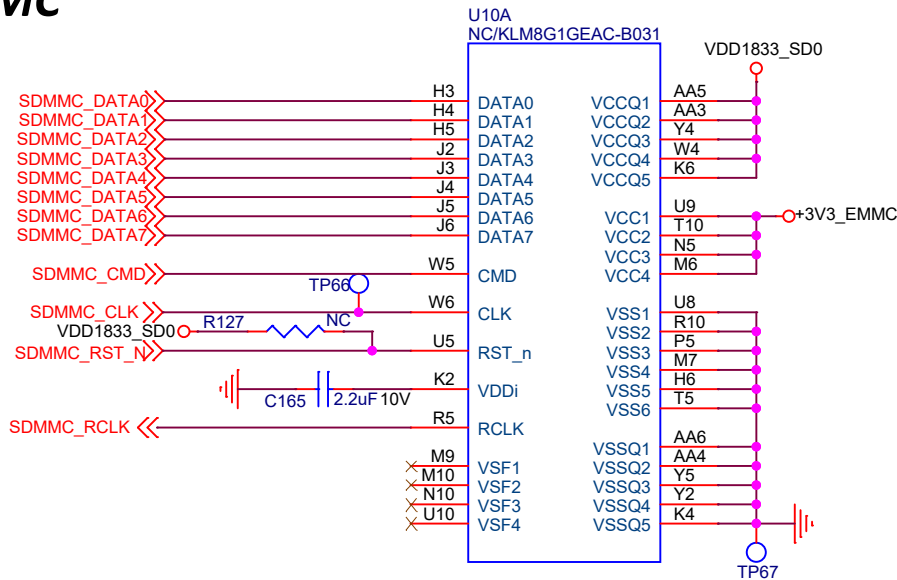 MC
U10A
NC/KLM8G1GEAC-B031
VDD1833_SD0
SDMMC_DATA0 H3 DATA0 VCCQ1 AA5
SDMMC_DATA1 H4 DATA1 VCCQ2 AA3
SDMMC_DATA2 H5 DATA2 VCCQ3 Y4
SDMMC_DATA3 J2 DATA3 VCCQ4 W4
SDMMC_DATA4 J3 DATA4 VCCQ5 K6
SDMMC_DATA5 J4 DATA5
SDMMC_DATA6 J5 DATA6 VCC1 U9 +3V3_EMMC
SDMMC_DATA7 J6 DATA7 VCC2 T10
VCC3 N5
SDMMC_CMD W5 CMD VCC4 M6
TP66
SDMMC_CLK W6 CLK VSS1 U8
VDD1833_SD0 R127 NC VSS2 R10
SDMMC_RST_N U5 RST_n VSS3 P5
VSS4 M7
C165 2.2uF 10V K2 VDDi VSS5 H6
VSS6 T5
SDMMC_RCLK R5 RCLK
VSSQ1 AA6
M9 VSF1 VSSQ2 AA4
M10 VSF2 VSSQ3 Y5
N10 VSF3 VSSQ4 Y2
U10 VSF4 VSSQ5 K4
TP67